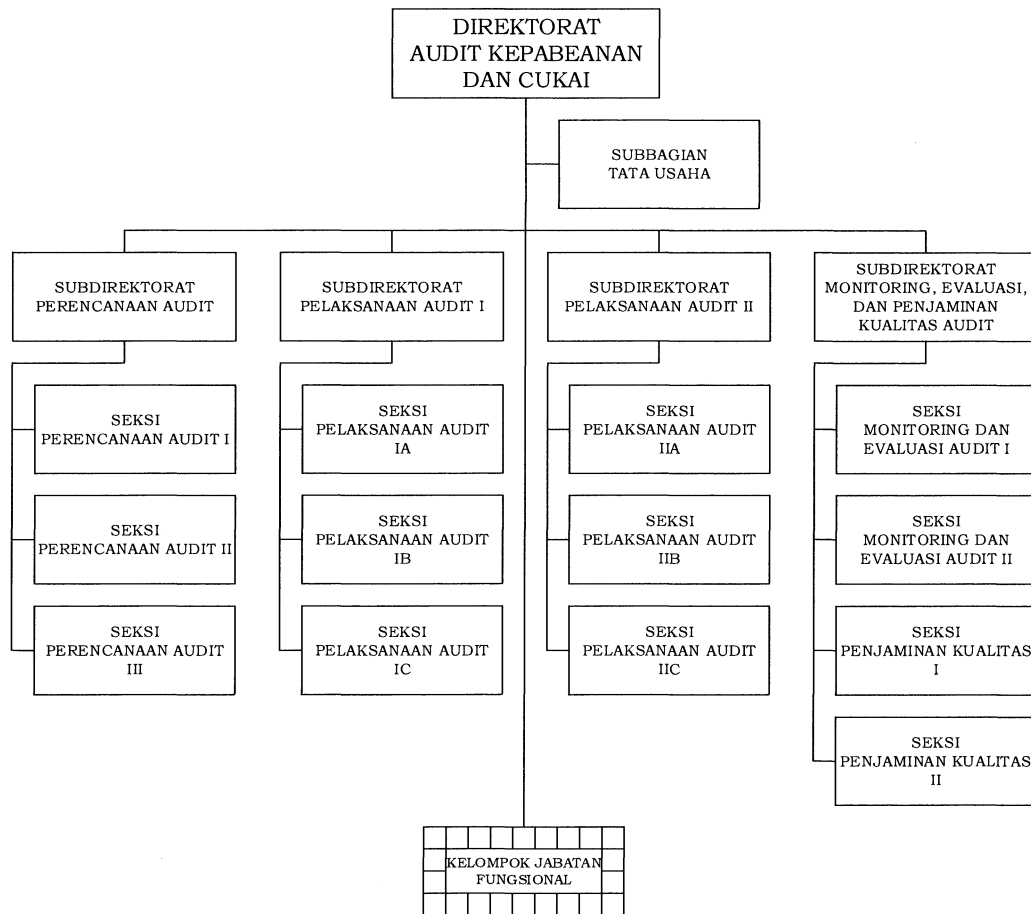 DIREKTORAT
AUDIT KEPABEANAN
DAN CUKAI
SUBBAGIAN
TATA USAHA
SUBDIREKTORAT
PERENCANAAN AUDIT
SUBDIREKTORAT
PELAKSANAAN AUDIT I
SUBDIREKTORAT
PELAKSANAAN AUDIT II
SUBDIREKTORAT
MONITORING, EVALUASI,
DAN PENJAMINAN
KUALITAS AUDIT
SEKSI
PERENCANAAN AUDIT I
SEKSI
PERENCANAAN AUDIT II
SEKSI
PERENCANAAN AUDIT
III
SEKSI
PELAKSANAAN AUDIT
IA
SEKSI
PELAKSANAAN AUDIT
IB
SEKSI
PELAKSANAAN AUDIT
IC
SEKSI
PELAKSANAAN AUDIT
IIA
SEKSI
PELAKSANAAN AUDIT
IIB
SEKSI
PELAKSANAAN AUDIT
IIC
SEKSI
MONITORING DAN
EVALUASI AUDIT I
SEKSI
MONITORING DAN
EVALUASI AUDIT II
SEKSI
PENJAMINAN KUALITAS
I
SEKSI
PENJAMINAN KUALITAS
II
KELOMPOK JABATAN
FUNGSIONAL